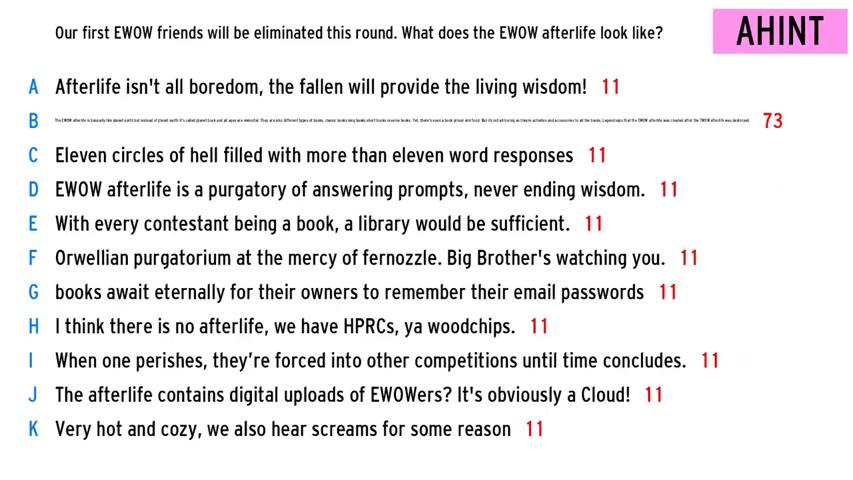 Our first EWOW friends will be eliminated this round. What does the EWOW afterlife look like?
AHINT
A Afterlife isn't all boredom, the fallen will provide the living wisdom! 11
B The EWOW afterlife is basically like planet earth but instead of planet earth it's called planet book and all ages are immortal. They are also different types of books, classic books long books short books reverse books. Yet, there's even a book prison and food. But its not all boring as theyre activities and accessories to all the books. Legend says that the EWOW afterlife was created after the TWOW afterlife was destroyed. 73
C Eleven circles of hell filled with more than eleven word responses 11
D EWOW afterlife is a purgatory of answering prompts, never ending wisdom. 11
E With every contestant being a book, a library would be sufficient. 11
F Orwellian purgatorium at the mercy of fernozzle. Big Brother's watching you. 11
G books await eternally for their owners to remember their email passwords 11
H I think there is no afterlife, we have HPRCs, ya woodchips. 11
I When one perishes, they're forced into other competitions until time concludes. 11
J The afterlife contains digital uploads of EWOWers? It's obviously a Cloud! 11
K Very hot and cozy, we also hear screams for some reason 11